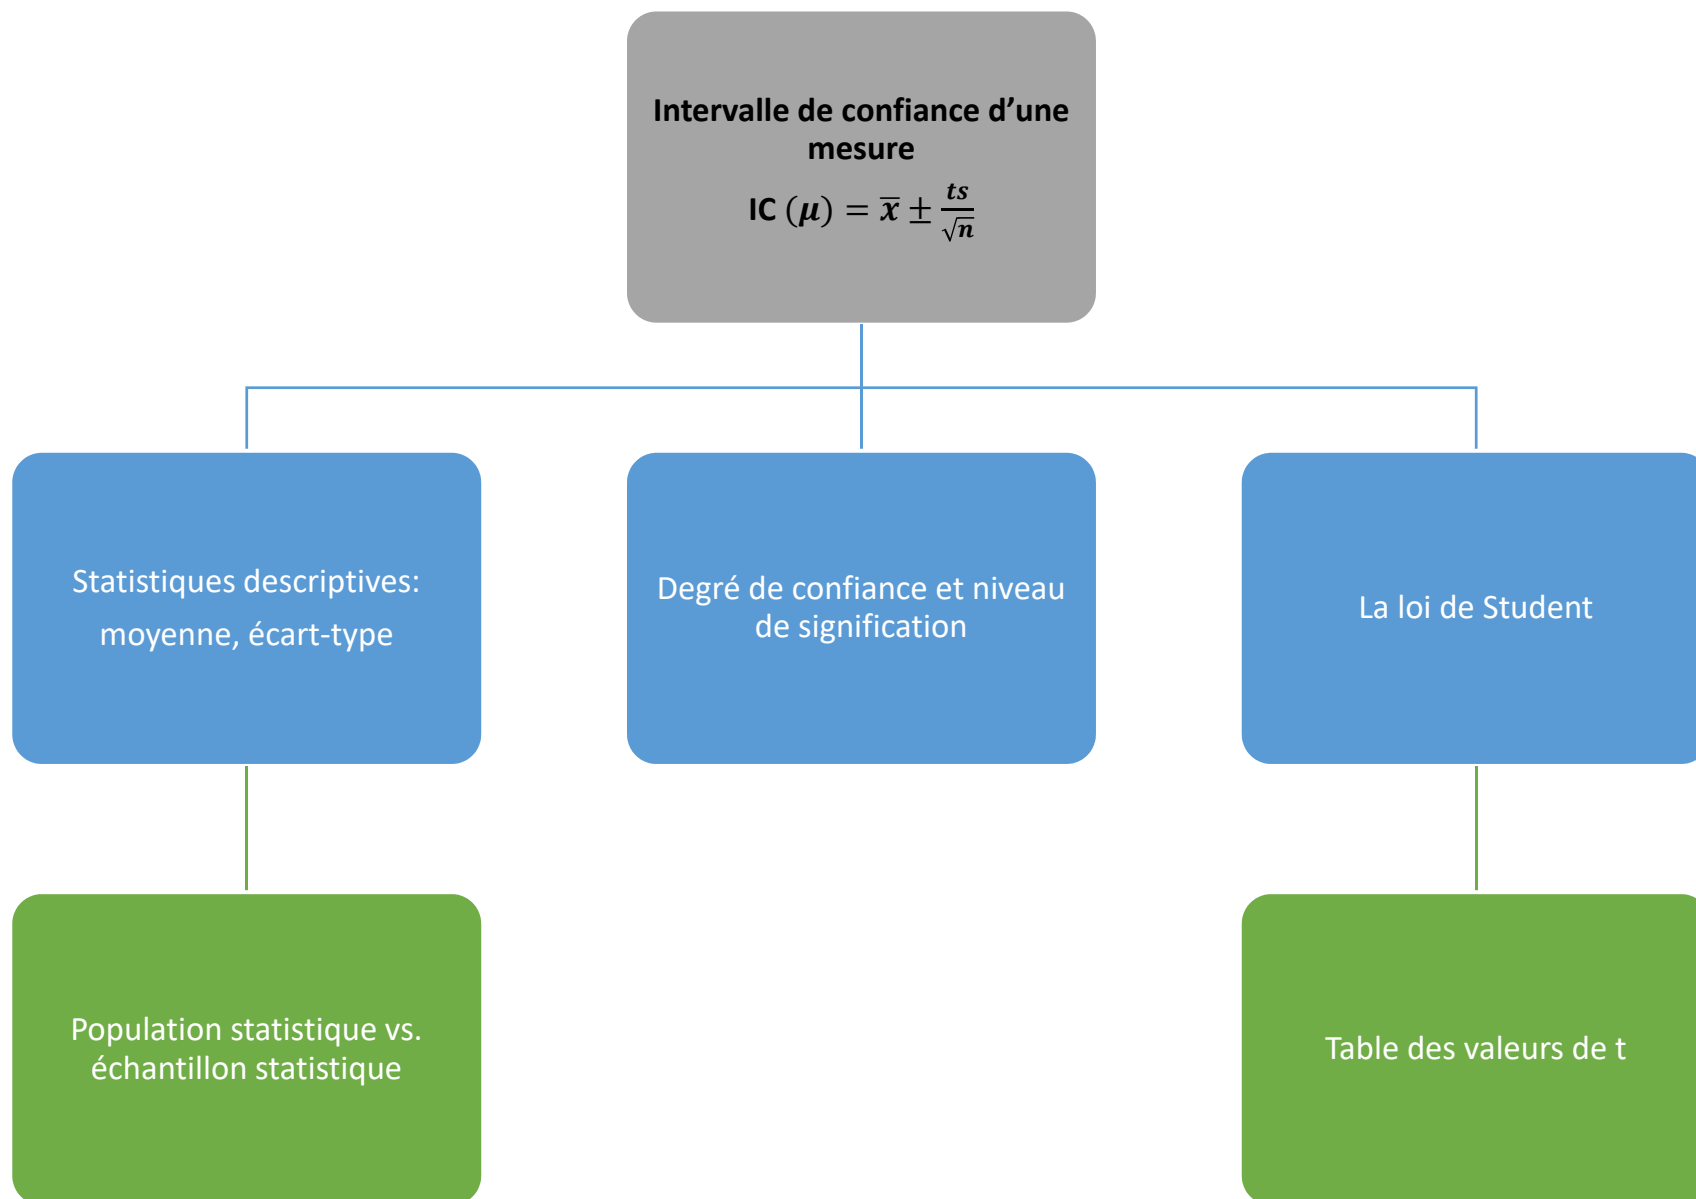 Intervalle de confiance d’une
mesure
IC (μ) = x̅ ± ts/√n
Statistiques descriptives:
moyenne, écart-type
Degré de confiance et niveau
de signification
La loi de Student
Population statistique vs.
échantillon statistique
Table des valeurs de t